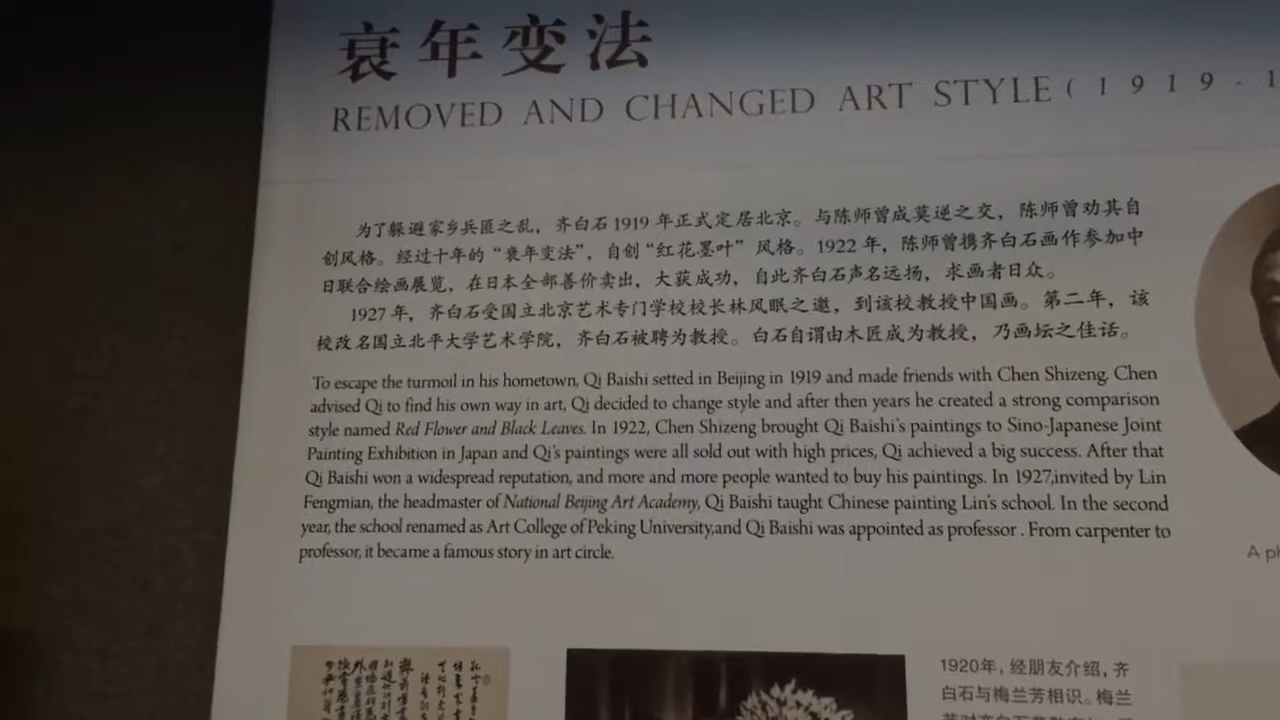 衰年变法
REMOVED AND CHANGED ART STYLE ( 1 9 1 9 - 1
为了躲避家乡兵匪之乱，齐白石1919年正式定居北京。与陈师曾成莫逆之交，陈师曾劝其自
创风格。经过十年的“衰年变法”，自创“红花墨叶”风格。1922年，陈师曾携齐白石画作参加中
日联合绘画展览，在日本全部善价卖出，大获成功，自此齐白石声名远扬，求画者日众。
1927年，齐白石受国立北京艺术专门学校校长林风眠之邀，到该校教授中国画。第二年，该
校改名国立北平大学艺术学院，齐白石被聘为教授。白石自谓由木匠成为教授，乃画坛之佳话。
To escape the turmoil in his hometown, Qi Baishi setted in Beijing in 1919 and made friends with Chen Shizeng. Chen
advised Qi to find his own way in art, Qi decided to change style and after then years he created a strong comparison
style named Red Flower and Black Leaves. In 1922, Chen Shizeng brought Qi Baishi's paintings to Sino-Japanese Joint
Painting Exhibition in Japan and Qi's paintings were all sold out with high prices, Qi achieved a big success. After that
Qi Baishi won a widespread reputation, and more and more people wanted to buy his paintings. In 1927,invited by Lin
Fengmian, the headmaster of National Beijing Art Academy, Qi Baishi taught Chinese painting Lin's school. In the second
year, the school renamed as Art College of Peking University,and Qi Baishi was appointed as professor . From carpenter to
professor, it became a famous story in art circle.
A ph
1920年，经朋友介绍，齐
白石与梅兰芳相识。梅兰